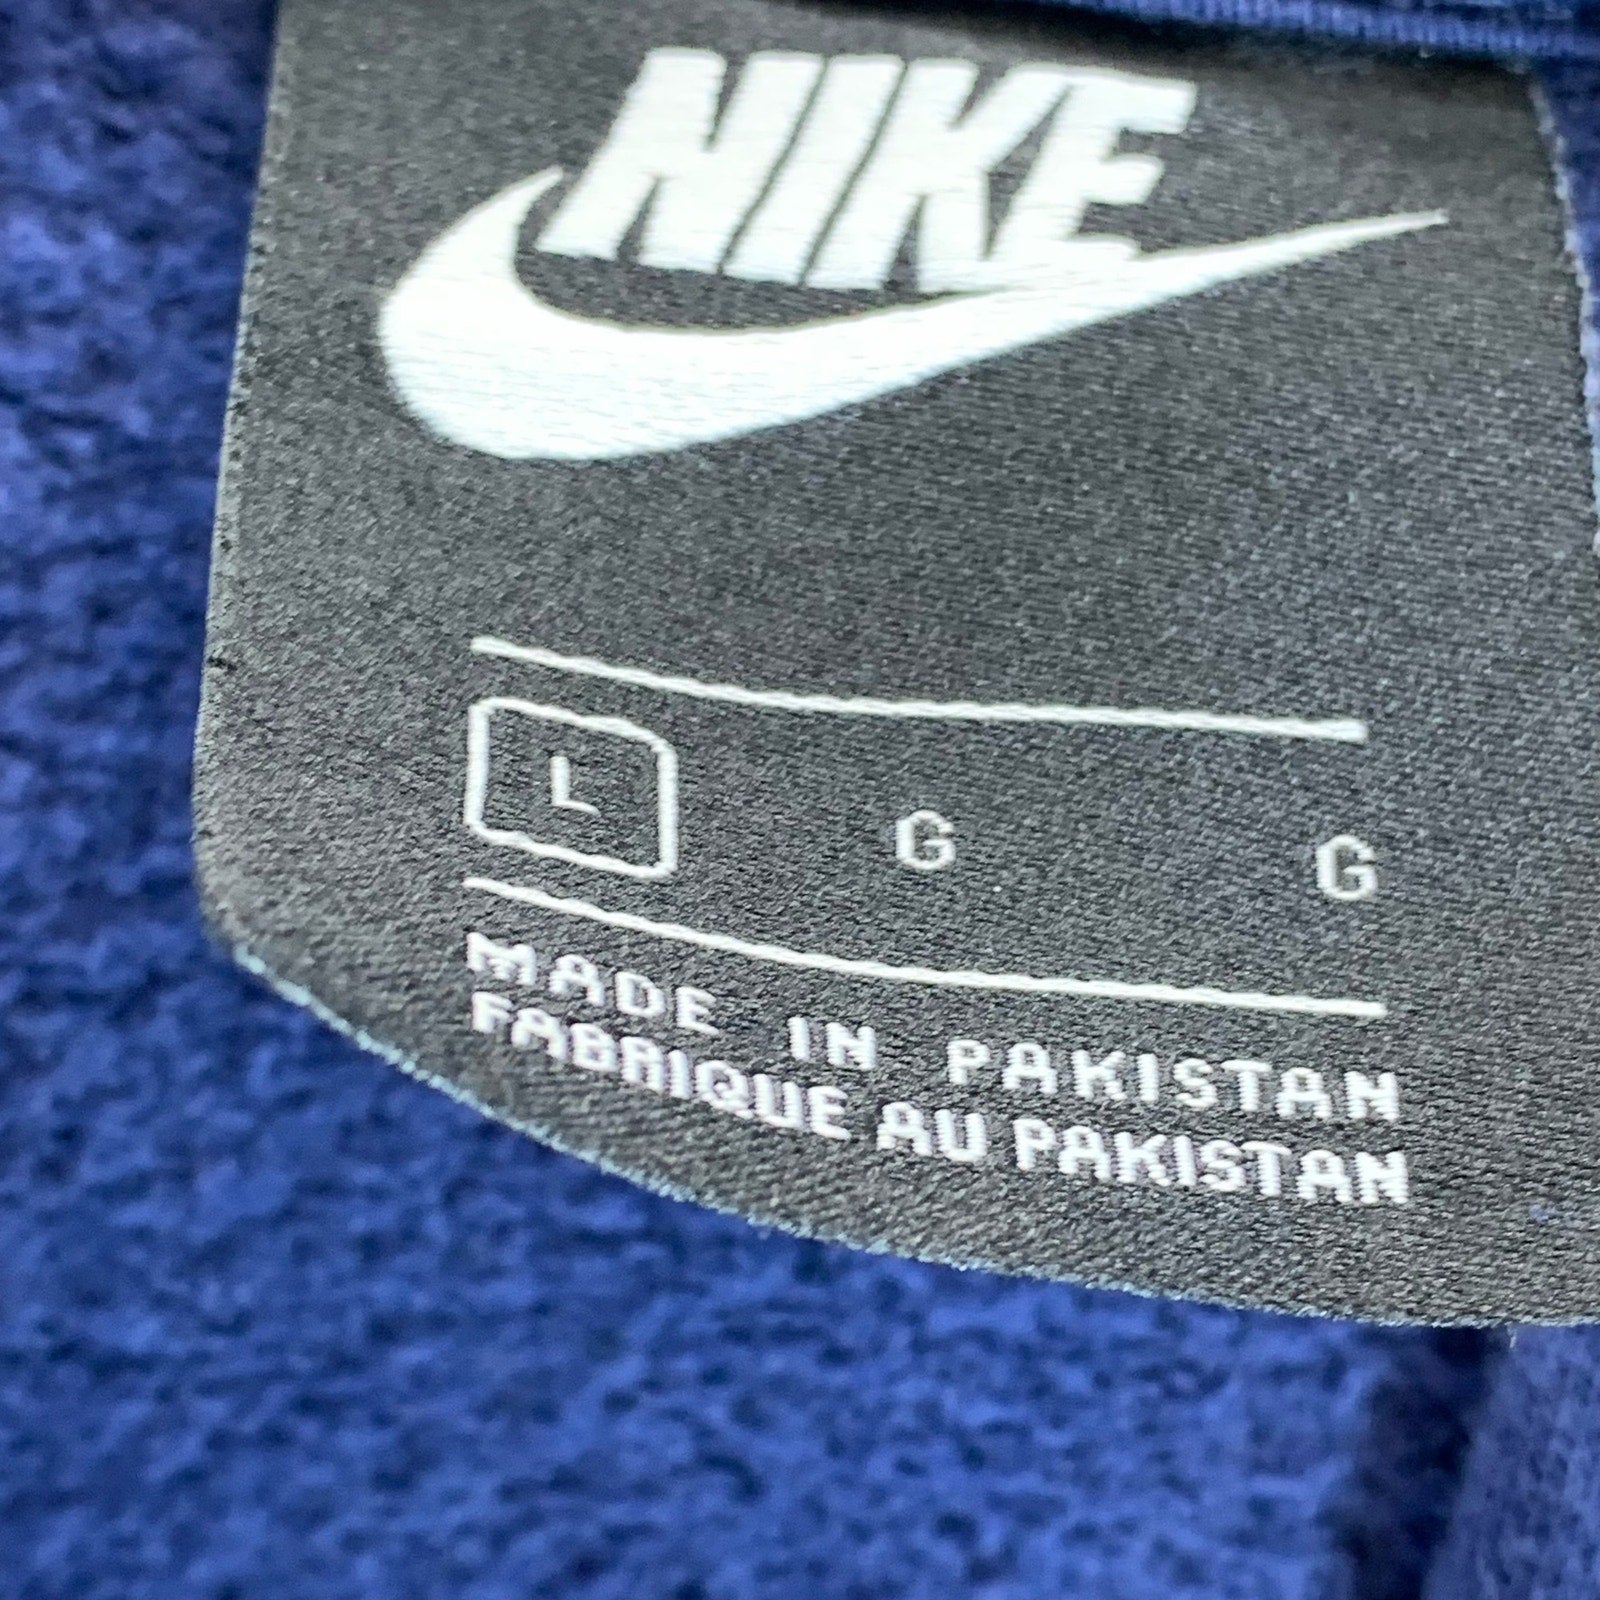 NIKE
L G G
MADE IN PAKISTAN
FABRIQUE AU PAKISTAN